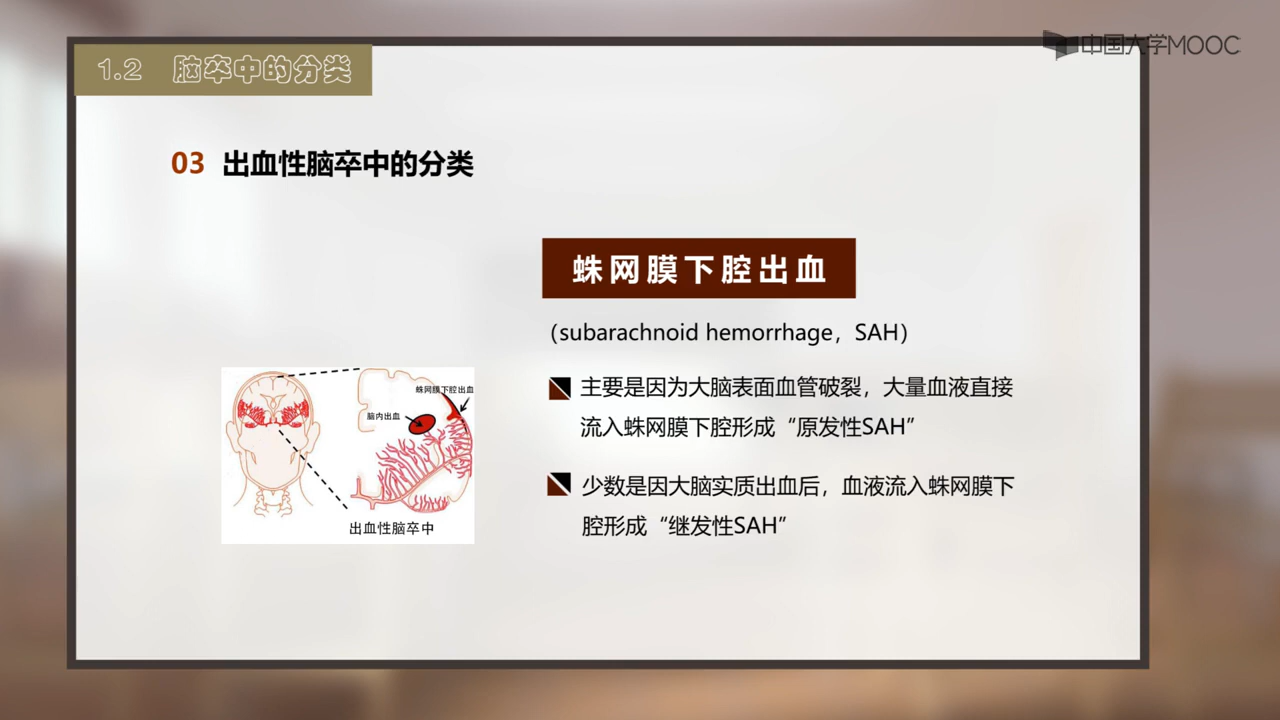 中国大学MOOC
1.2 脑卒中的分类
03 出血性脑卒中的分类
蛛网膜下腔出血
（subarachnoid hemorrhage，SAH）
主要是因为大脑表面血管破裂，大量血液直接
流入蛛网膜下腔形成“原发性SAH”
少数是因大脑实质出血后，血液流入蛛网膜下
腔形成“继发性SAH”
蛛网膜下腔出血
脑内出血
出血性脑卒中